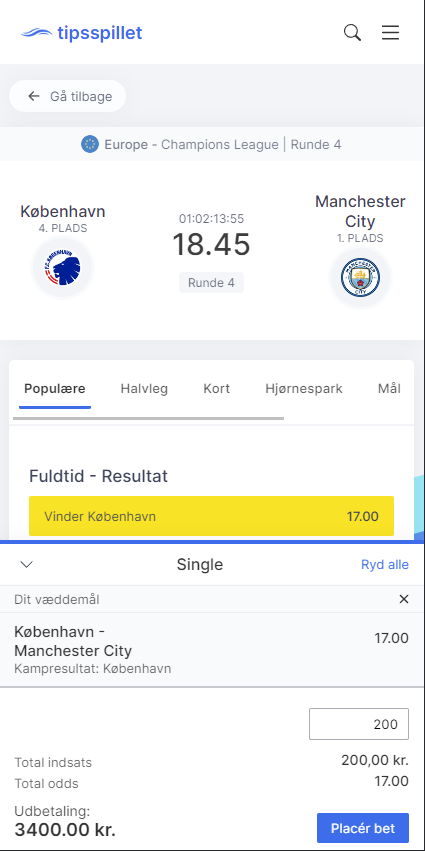 tipsspillet
Gå tilbage
Europe - Champions League | Runde 4
København
4. PLADS
01:02:13:55
18.45
Runde 4
Manchester
City
1. PLADS
Populære Halvleg Kort Hjørnespark Mål
Fuldtid - Resultat
Vinder København 17.00
Single
Ryd alle
Dit væddemål
København -
Manchester City
17.00
Kampresultat: København
200
Total indsats 200,00 kr.
Total odds 17.00
Udbetaling:
3400.00 kr.
Placér bet